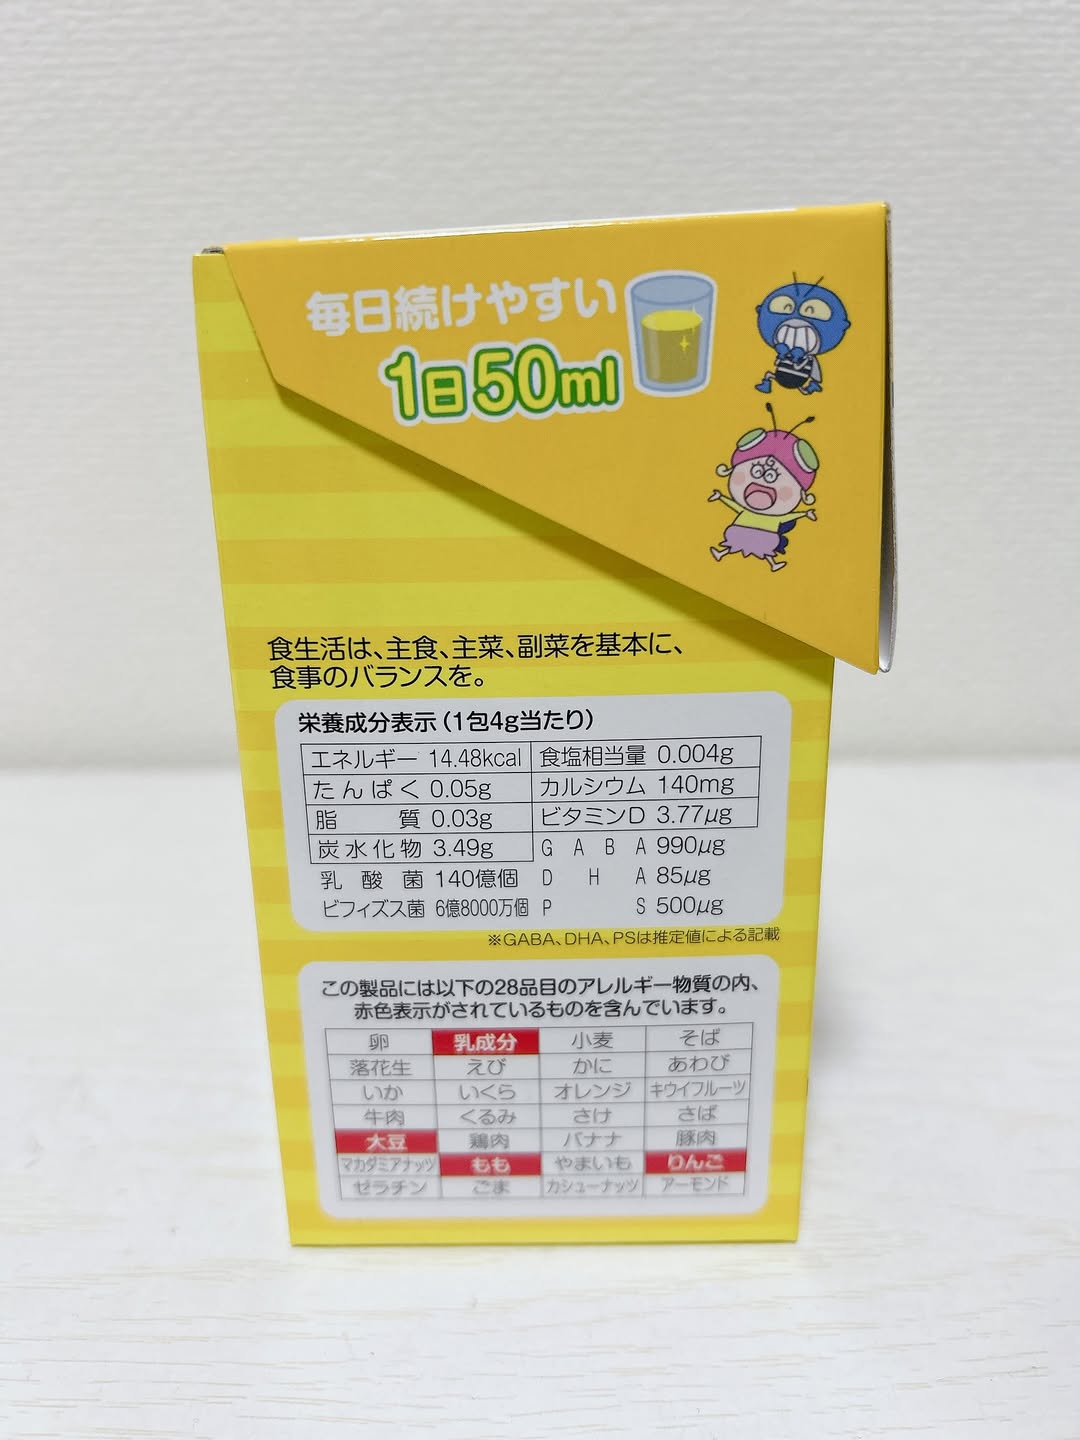 毎日続けやすい
1日50ml
食生活は、主食、主菜、副菜を基本に、
食事のバランスを。
栄養成分表示(1包4g当たり)
エネルギー 14.48kcal 食塩相当量 0.004g
たんぱく 0.05g カルシウム 140mg
脂質 0.03g ビタミンD 3.77μg
炭水化物 3.49g GABA 990μg
乳酸菌 140億個 DHA 85μg
ビフィズス菌 6億8000万個 PS 500μg
※GABA、DHA、PSは推定値による記載
この製品には以下の28品目のアレルギー物質の内、
赤色表示がされているものを含んでいます。
卵 乳成分 小麦 そば
落花生 えび かに あわび
いか いくら オレンジ キウイフルーツ
牛肉 くるみ さけ さば
大豆 鶏肉 バナナ 豚肉
マカダミアナッツ もも やまいも りんご
ゼラチン ごま カシューナッツ アーモンド